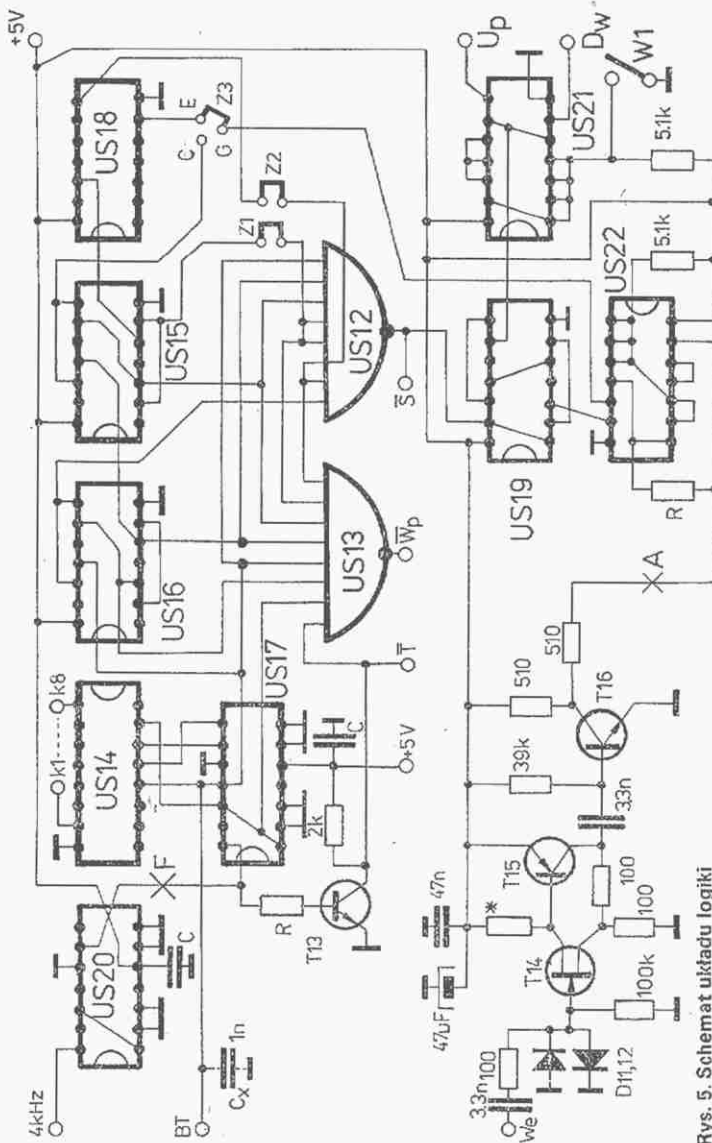 +5V
US18
E
Z3
C
G
Z2
Z1
US15
US16
k1
k8
US14
US17
US20
F
C
4kHz
BT
1n
Cx
R
T13
2k
C
+5V
T̅
US13
W̅p
US12
S̅
Up
Dw
W1
US21
5.1k
5.1k
US22
US19
R
A
510
510
T16
39k
3,3n
T15
100
100
47n
*
47uF
T14
100k
100
3,3n
We
D11,12
Rys. 5. Schemat układu logiki